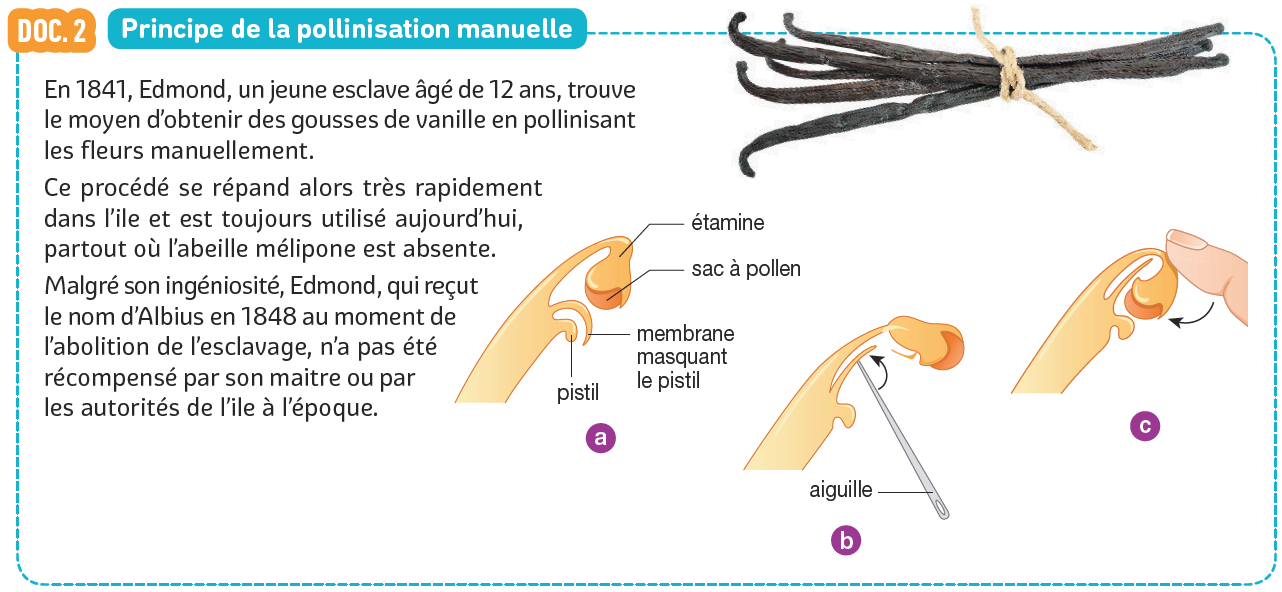 DOC. 2 Principe de la pollinisation manuelle
En 1841, Edmond, un jeune esclave âgé de 12 ans, trouve
le moyen d'obtenir des gousses de vanille en pollinisant
les fleurs manuellement.
Ce procédé se répand alors très rapidement
dans l'ile et est toujours utilisé aujourd'hui,
partout où l'abeille mélipone est absente.
Malgré son ingéniosité, Edmond, qui reçut
le nom d'Albius en 1848 au moment de
l'abolition de l'esclavage, n'a pas été
récompensé par son maitre ou par
les autorités de l'ile à l'époque.
étamine
sac à pollen
membrane
masquant
le pistil
pistil
a
aiguille
b
c